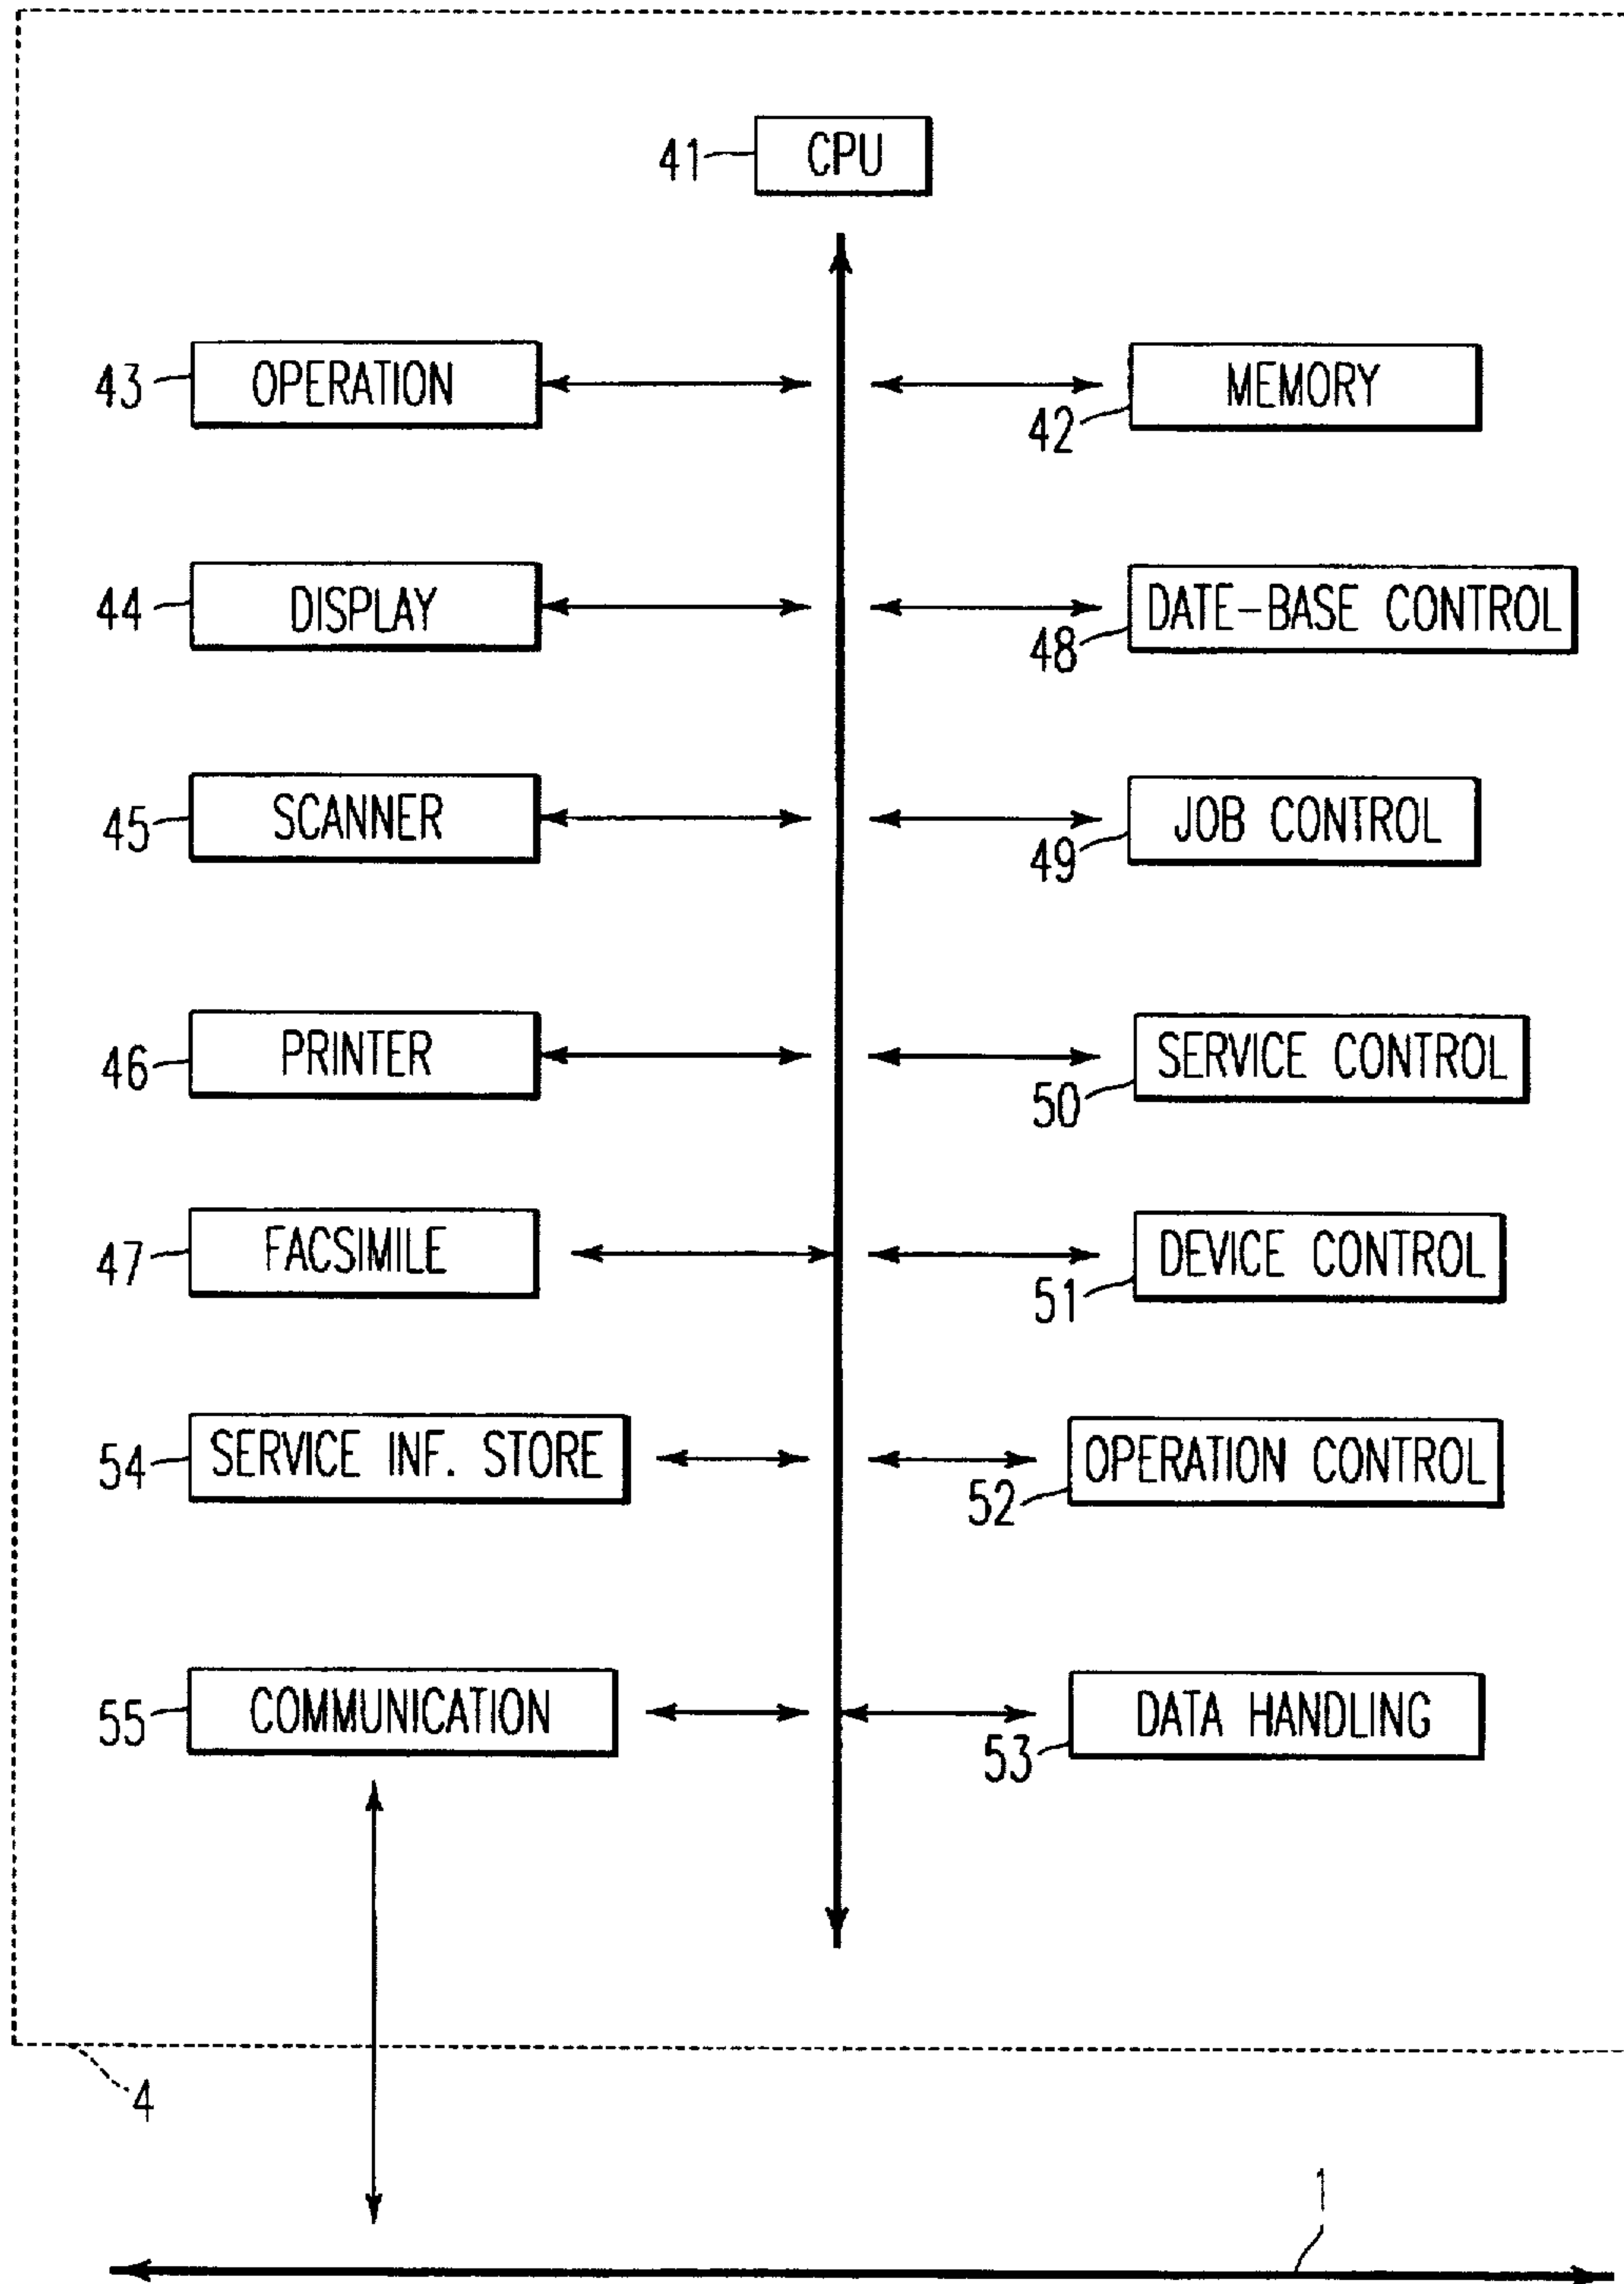 41 CPU
43 OPERATION
42 MEMORY
44 DISPLAY
48 DATE-BASE CONTROL
45 SCANNER
49 JOB CONTROL
46 PRINTER
50 SERVICE CONTROL
47 FACSIMILE
51 DEVICE CONTROL
54 SERVICE INF. STORE
52 OPERATION CONTROL
55 COMMUNICATION
53 DATA HANDLING
4
1